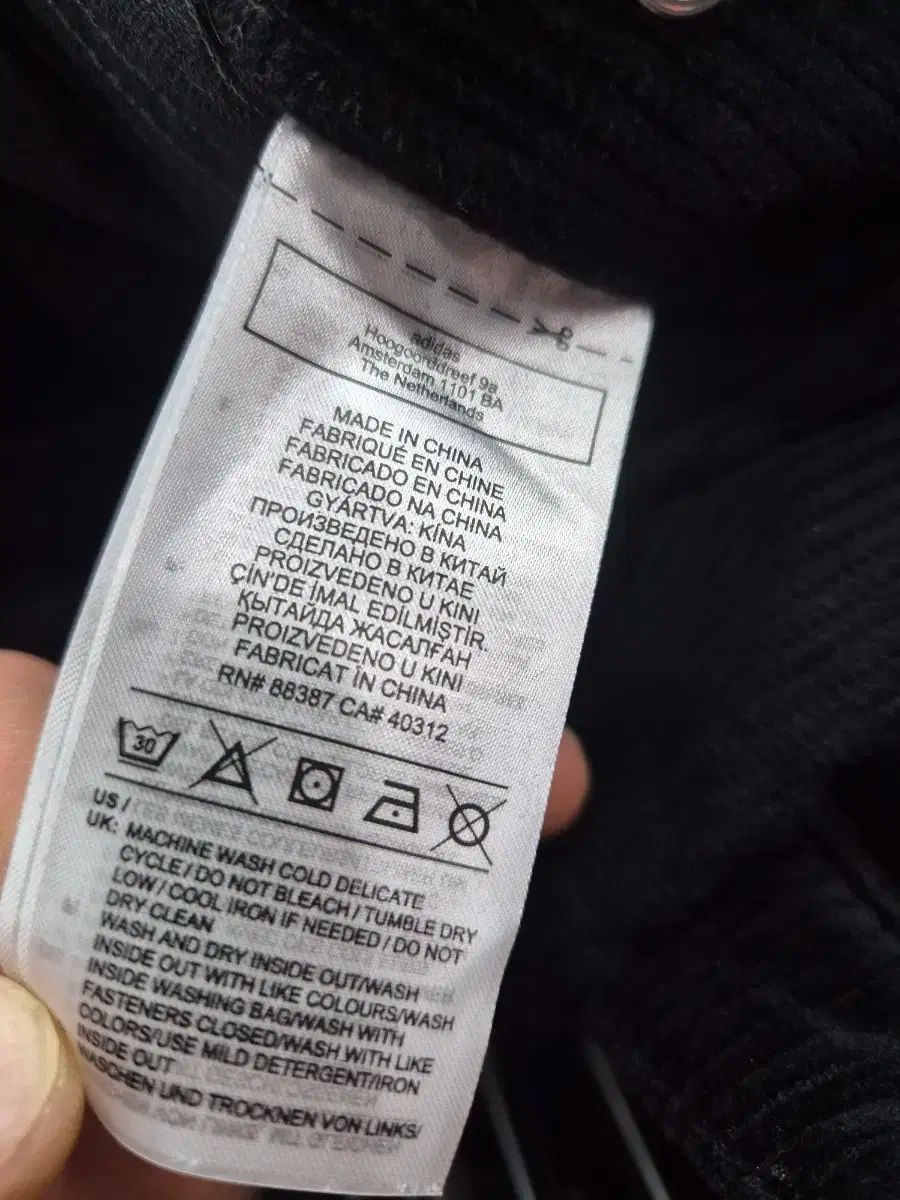 adidas
Hoogoorddreef 9a
Amsterdam 1101 BA
The Netherlands
MADE IN CHINA
FABRIQUÉ EN CHINE
FABRICADO EN CHINA
FABRICADO NA CHINA
GYÁRTVA: KÍNA
ПРОИЗВЕДЕНО В КИТАЙ
СДЕЛАНО В КИТАЕ
PROIZVEDENO U KINI
ÇİN'DE İMAL EDİLMİŞTİR.
ҚЫТАЙДА ЖАСАЛҒАН
PROIZVEDENO U KINI
FABRICAT ÎN CHINA
RN# 88387 CA# 40312
30
US /
UK: MACHINE WASH COLD DELICATE
CYCLE / DO NOT BLEACH / TUMBLE DRY
LOW / COOL IRON IF NEEDED / DO NOT
DRY CLEAN
WASH AND DRY INSIDE OUT/WASH
INSIDE OUT WITH LIKE COLOURS/WASH
INSIDE WASHING BAG/WASH WITH
FASTENERS CLOSED/WASH WITH LIKE
COLORS/USE MILD DETERGENT/IRON
INSIDE OUT
WASCHEN UND TROCKNEN VON LINKS/